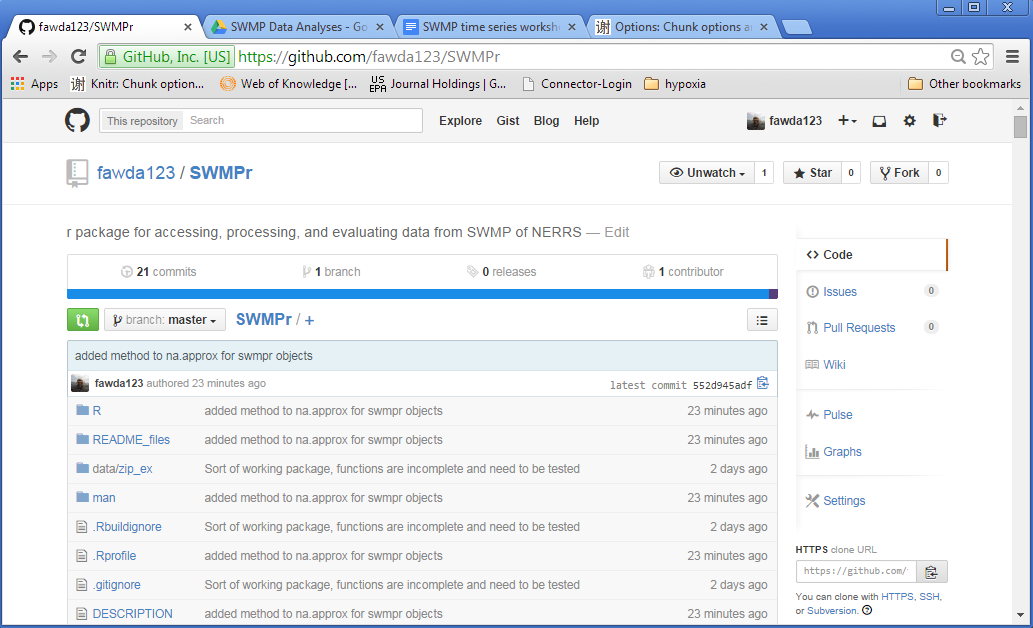 fawda123/SWMPr
SWMP Data Analyses - Go
SWMP time series worksh
谢 Options: Chunk options a
GitHub, Inc. [US] https://github.com/fawda123/SWMPr
Apps 谢 Knitr: Chunk option... Web of Knowledge [... US EPA Journal Holdings | G... Connector-Login hypoxia Other bookmarks
This repository Search Explore Gist Blog Help fawda123
fawda123 / SWMPr Unwatch 1 Star 0 Fork 0
r package for accessing, processing, and evaluating data from SWMP of NERRS — Edit
21 commits 1 branch 0 releases 1 contributor
branch: master SWMPr / +
added method to na.approx for swmpr objects
fawda123 authored 23 minutes ago latest commit 552d945adf
R added method to na.approx for swmpr objects 23 minutes ago
README_files added method to na.approx for swmpr objects 23 minutes ago
data/zip_ex Sort of working package, functions are incomplete and need to be tested 2 days ago
man added method to na.approx for swmpr objects 23 minutes ago
.Rbuildignore Sort of working package, functions are incomplete and need to be tested 2 days ago
.Rprofile added method to na.approx for swmpr objects 23 minutes ago
.gitignore Sort of working package, functions are incomplete and need to be tested 2 days ago
DESCRIPTION added method to na.approx for swmpr objects 23 minutes ago
Code
Issues 0
Pull Requests 0
Wiki
Pulse
Graphs
Settings
HTTPS clone URL
https://github.com/
You can clone with HTTPS, SSH,
or Subversion.